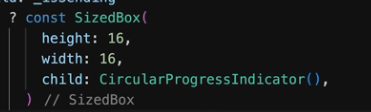 ? const SizedBox(
height: 16,
width: 16,
child: CircularProgressIndicator(),
) // SizedBox